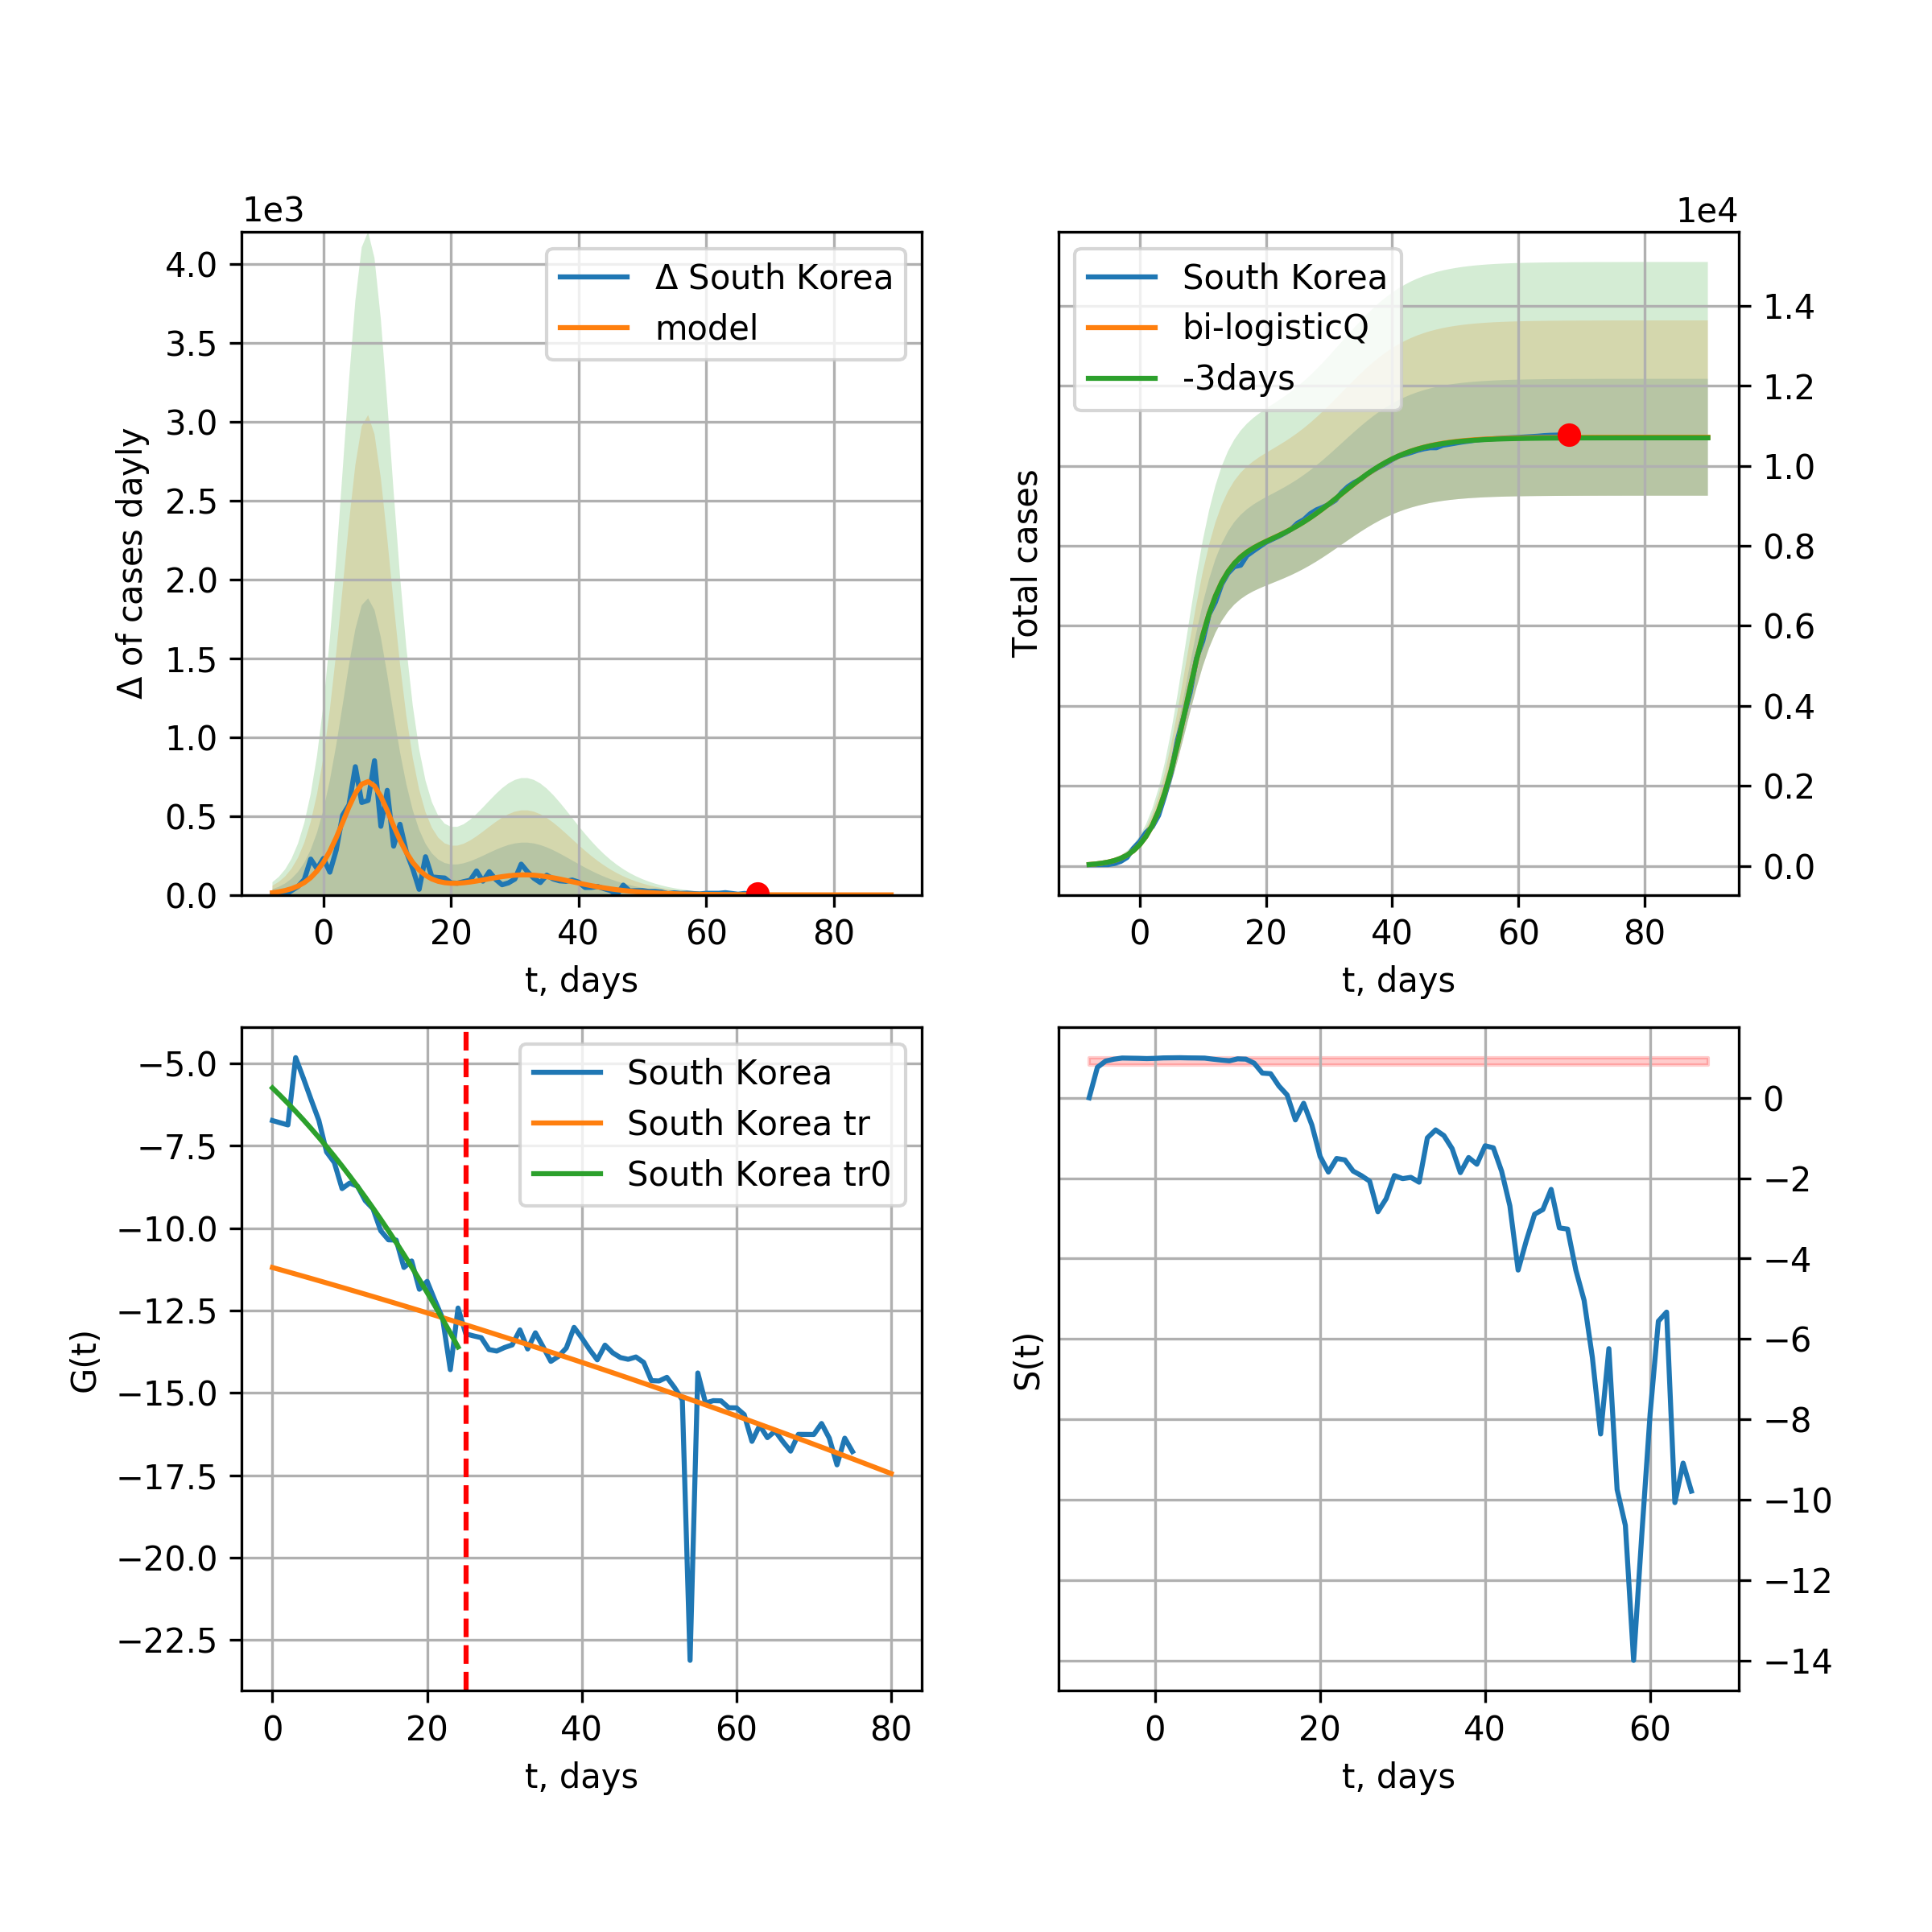 1e3
4.0
3.5
3.0
2.5
2.0
1.5
1.0
0.5
0.0
Δ of cases dayly
Δ South Korea
model
0 20 40 60 80
t, days
1e4
South Korea
bi-logisticQ
-3days
Total cases
1.4
1.2
1.0
0.8
0.6
0.4
0.2
0.0
0 20 40 60 80
t, days
−5.0
−7.5
−10.0
−12.5
−15.0
−17.5
−20.0
−22.5
G(t)
South Korea
South Korea tr
South Korea tr0
0 20 40 60 80
t, days
S(t)
0
−2
−4
−6
−8
−10
−12
−14
0 20 40 60
t, days